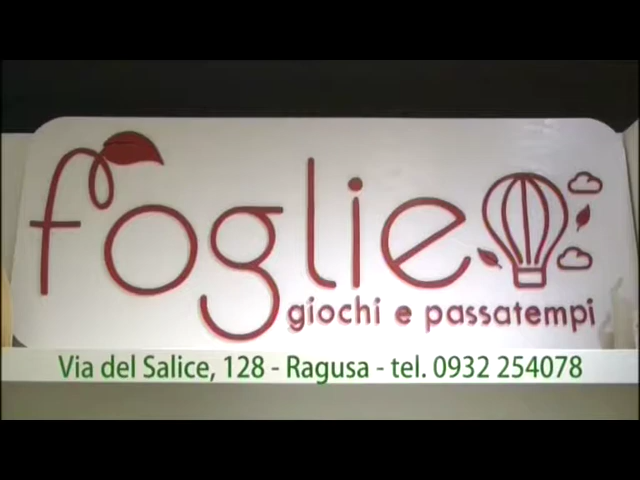 foglie
giochi e passatempi
Via del Salice, 128 - Ragusa - tel. 0932 254078